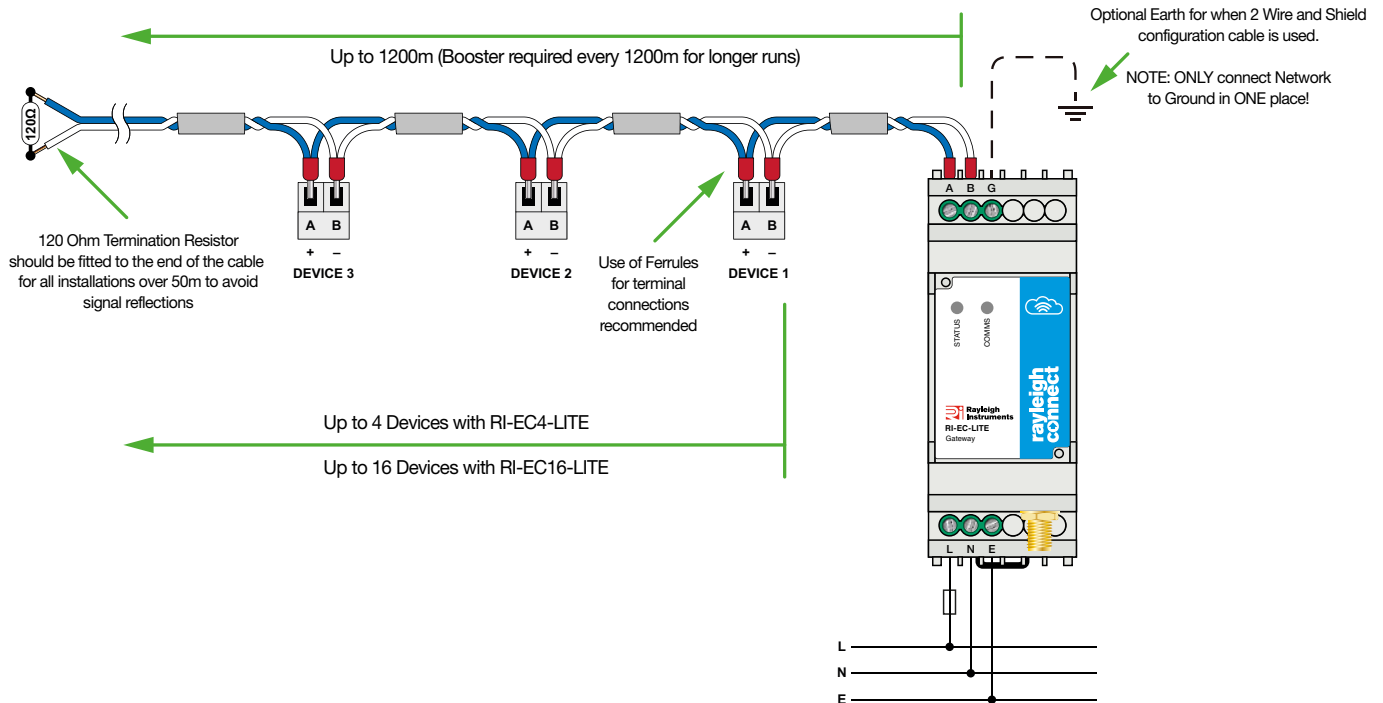 Optional Earth for when 2 Wire and Shield
configuration cable is used.
NOTE: ONLY connect Network
to Ground in ONE place!
Up to 1200m (Booster required every 1200m for longer runs)
120Ω
A B G
A B
+ –
DEVICE 3
A B
+ –
DEVICE 2
A B
+ –
DEVICE 1
120 Ohm Termination Resistor
should be fitted to the end of the cable
for all installations over 50m to avoid
signal reflections
Use of Ferrules
for terminal
connections
recommended
STATUS
COMMS
Ri Rayleigh
Instruments
RI-EC-LITE
Gateway
rayleigh
connect
Up to 4 Devices with RI-EC4-LITE
Up to 16 Devices with RI-EC16-LITE
L N E
L
N
E